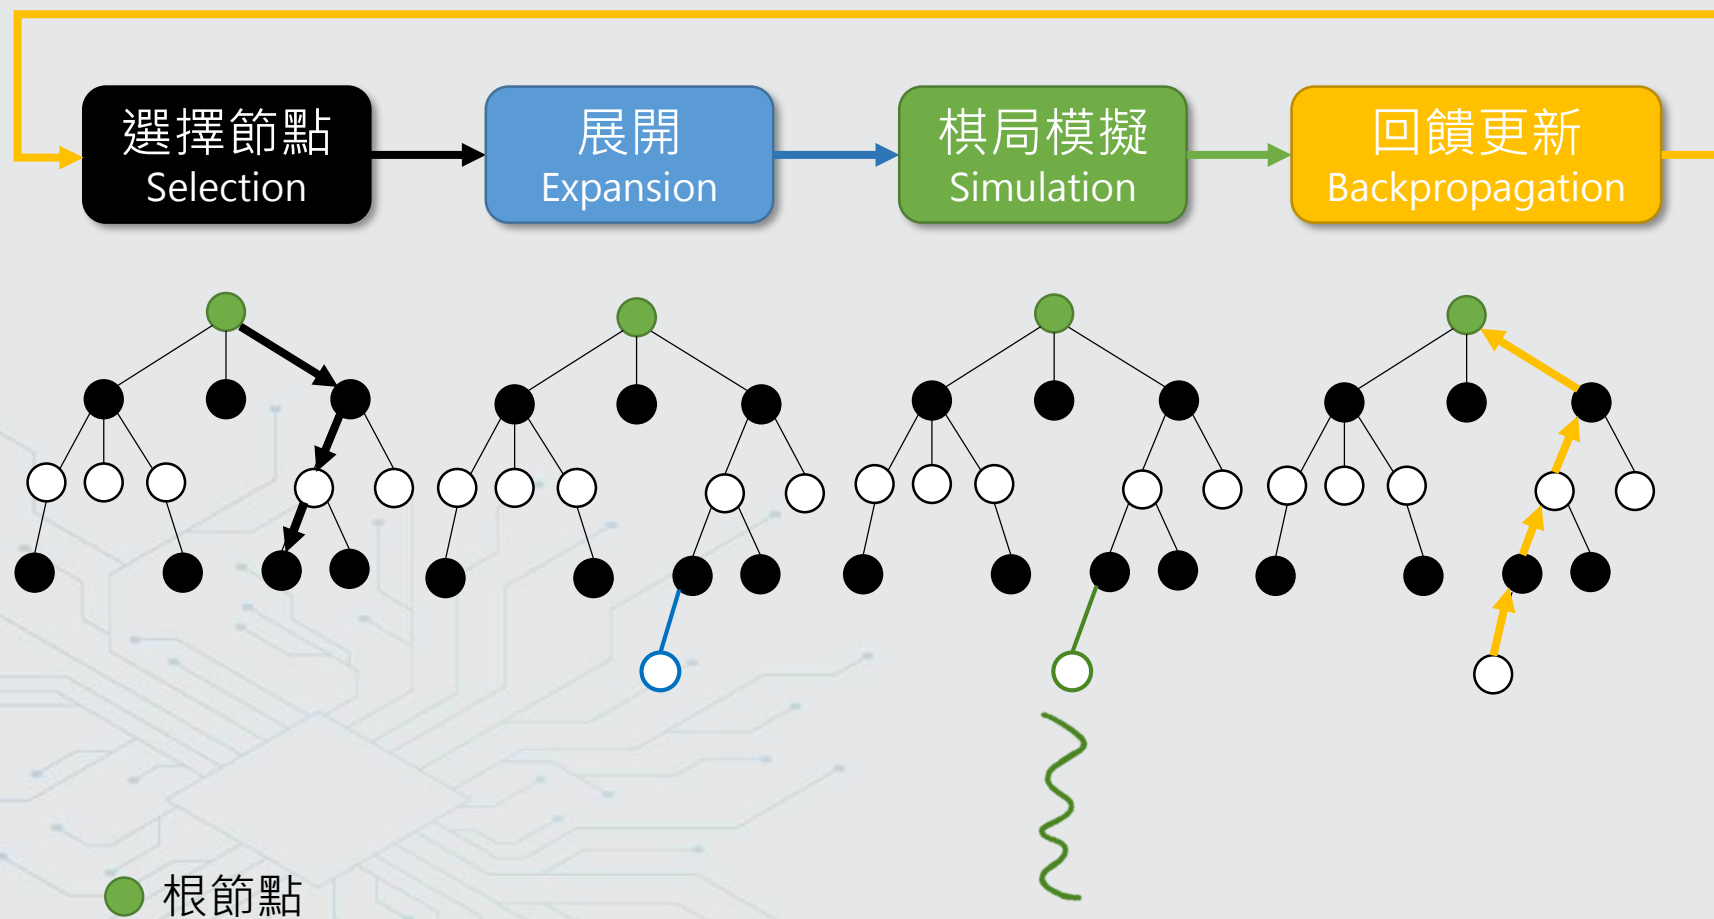 選擇節點
Selection
展開
Expansion
棋局模擬
Simulation
回饋更新
Backpropagation
根節點